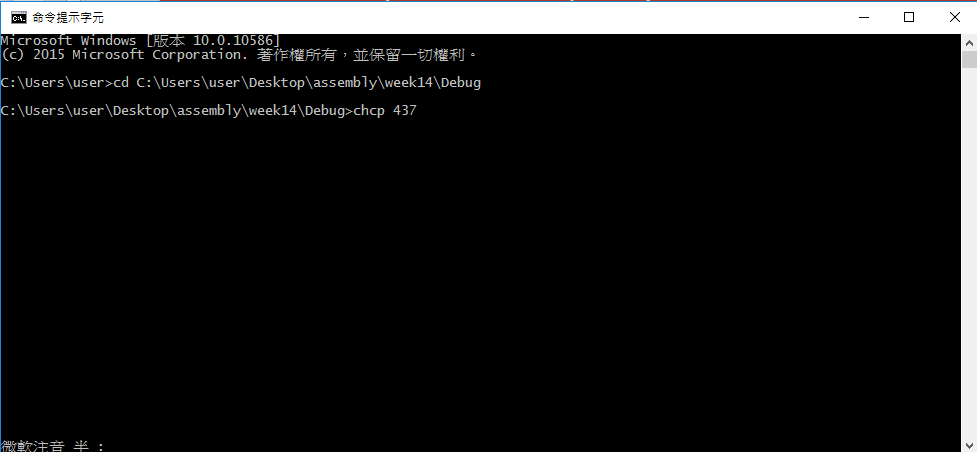 命令提示字元
Microsoft Windows [版本 10.0.10586]
(c) 2015 Microsoft Corporation. 著作權所有，並保留一切權利。
C:\Users\user>cd C:\Users\user\Desktop\assembly\week14\Debug
C:\Users\user\Desktop\assembly\week14\Debug>chcp 437
微軟注音 半 :